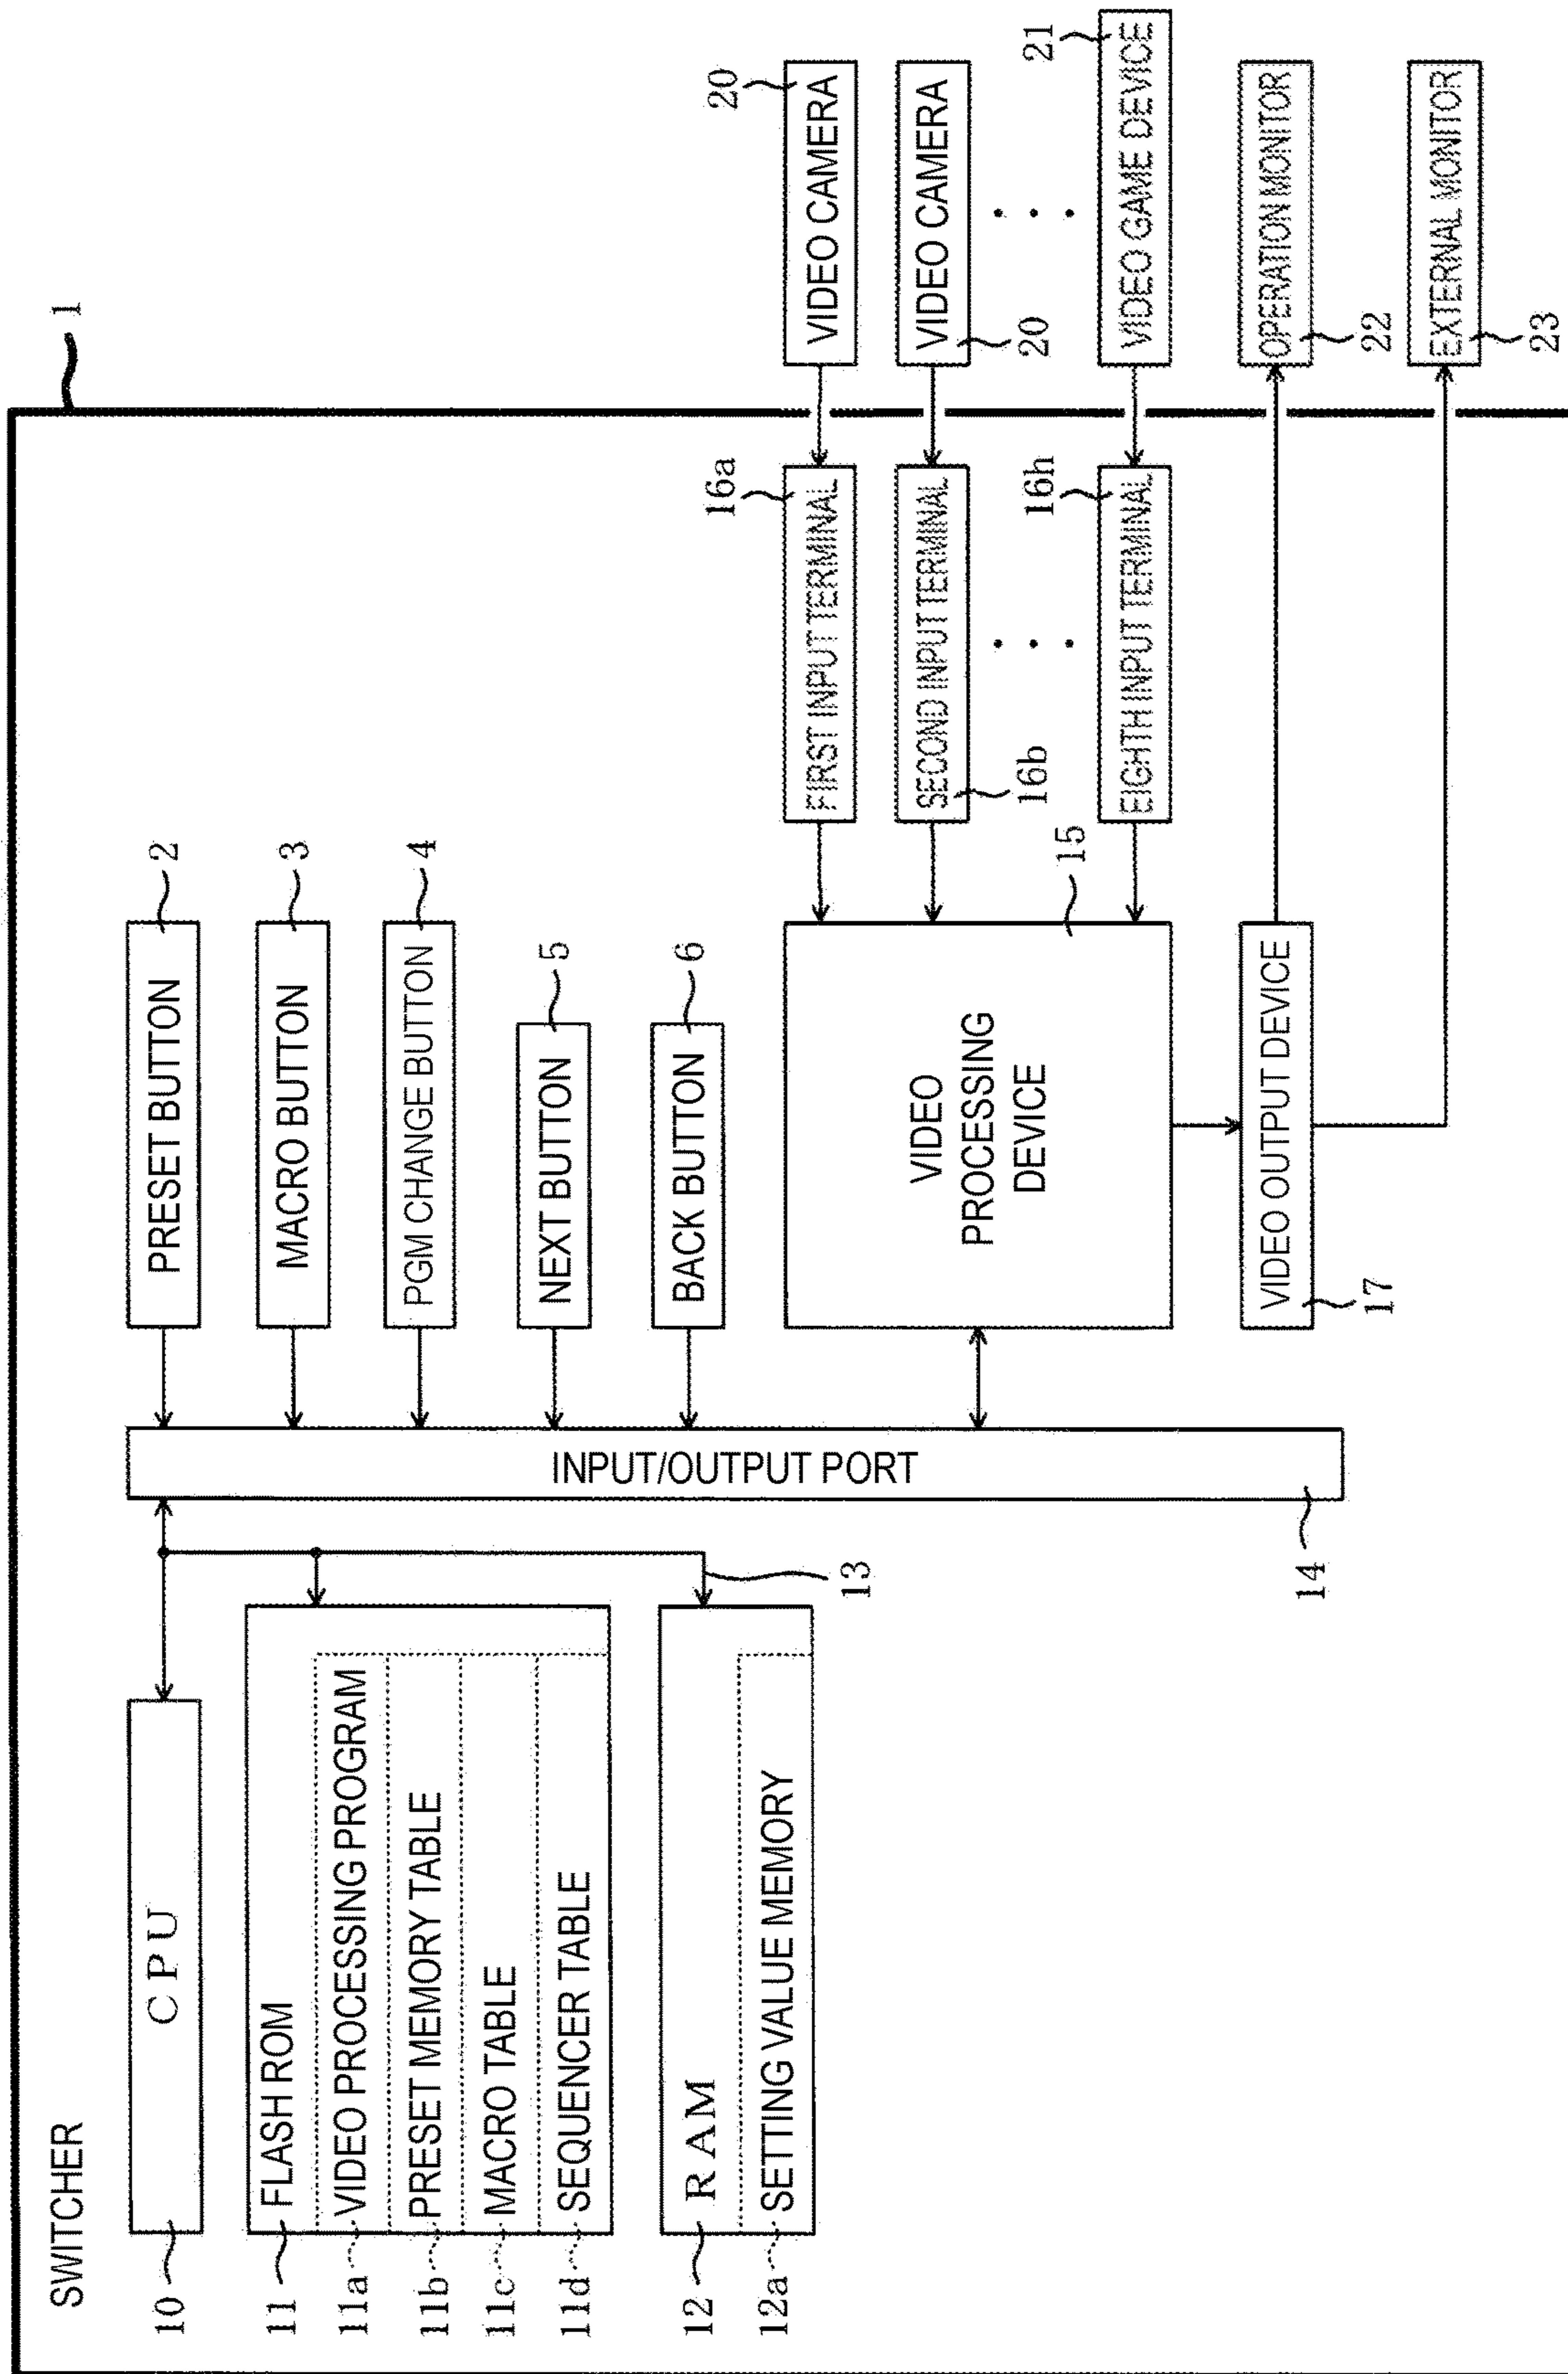 1
SWITCHER
10
CPU
11
FLASH ROM
11a
VIDEO PROCESSING PROGRAM
11b
PRESET MEMORY TABLE
11c
MACRO TABLE
11d
SEQUENCER TABLE
12
RAM
12a
SETTING VALUE MEMORY
13
INPUT/OUTPUT PORT
14
PRESET BUTTON
2
MACRO BUTTON
3
PGM CHANGE BUTTON
4
NEXT BUTTON
5
BACK BUTTON
6
VIDEO
PROCESSING
DEVICE
15
VIDEO OUTPUT DEVICE
17
FIRST INPUT TERMINAL
16a
SECOND INPUT TERMINAL
16b
EIGHTH INPUT TERMINAL
16h
VIDEO CAMERA
20
VIDEO CAMERA
20
VIDEO GAME DEVICE
21
OPERATION MONITOR
22
EXTERNAL MONITOR
23